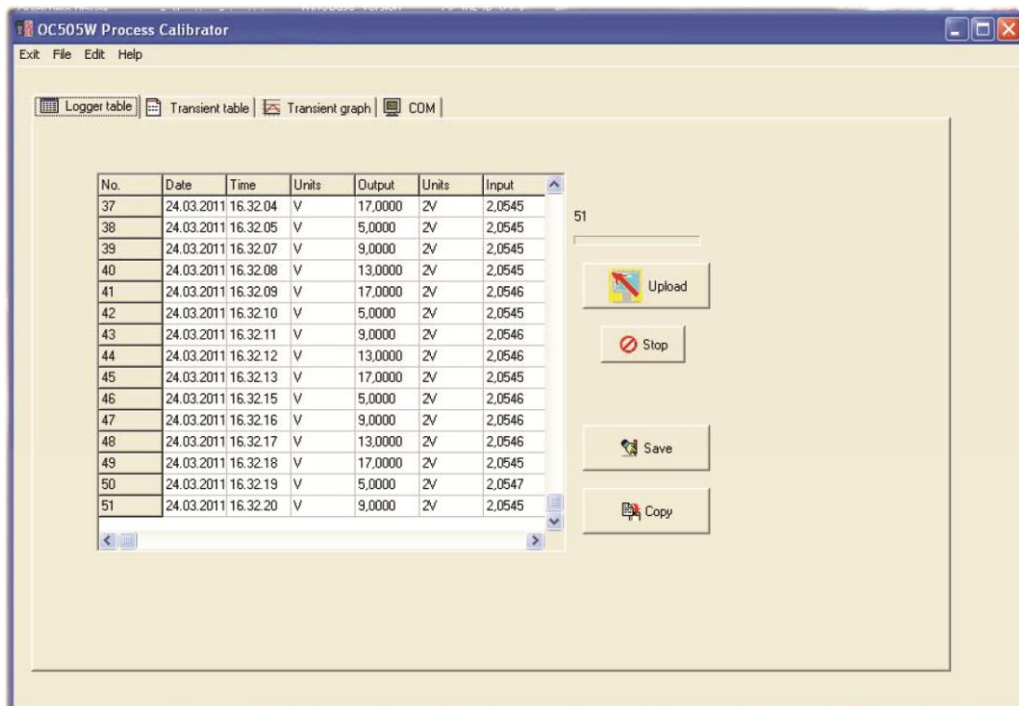 OC505W Process Calibrator
Exit File Edit Help
Logger table Transient table Transient graph COM
No. Date Time Units Output Units Input
37 24.03.2011 16.32.04 V 17,0000 2V 2,0545
38 24.03.2011 16.32.05 V 5,0000 2V 2,0545
39 24.03.2011 16.32.07 V 9,0000 2V 2,0545
40 24.03.2011 16.32.08 V 13,0000 2V 2,0545
41 24.03.2011 16.32.09 V 17,0000 2V 2,0546
42 24.03.2011 16.32.10 V 5,0000 2V 2,0545
43 24.03.2011 16.32.11 V 9,0000 2V 2,0546
44 24.03.2011 16.32.12 V 13,0000 2V 2,0546
45 24.03.2011 16.32.13 V 17,0000 2V 2,0545
46 24.03.2011 16.32.15 V 5,0000 2V 2,0546
47 24.03.2011 16.32.16 V 9,0000 2V 2,0546
48 24.03.2011 16.32.17 V 13,0000 2V 2,0546
49 24.03.2011 16.32.18 V 17,0000 2V 2,0545
50 24.03.2011 16.32.19 V 5,0000 2V 2,0547
51 24.03.2011 16.32.20 V 9,0000 2V 2,0545
51
Upload
Stop
Save
Copy